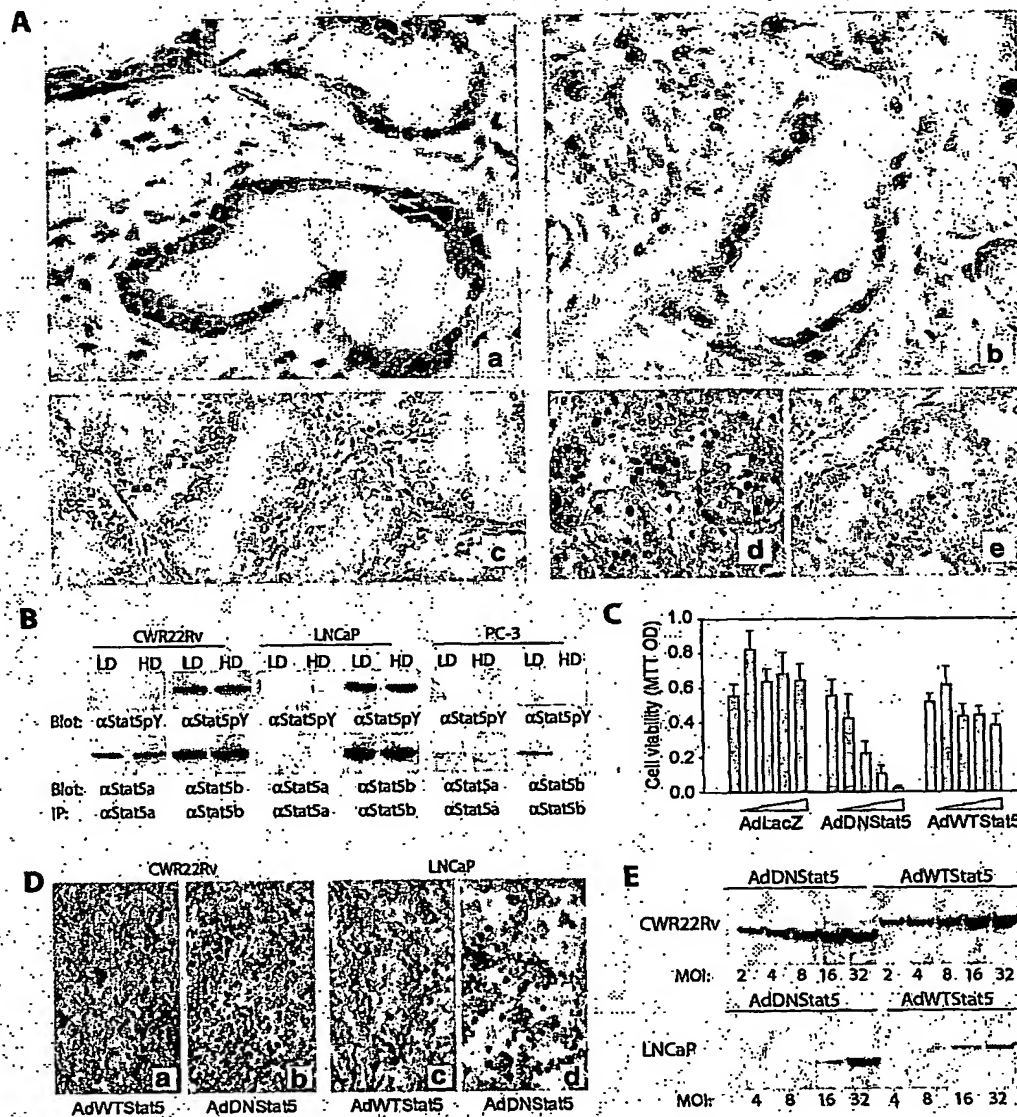 A
a
b
c
d
e
B
CWR22Rv LNCaP PC-3
LD HD LD HD LD HD LD HD LD HD LD HD
Blot: αStat5pY αStat5pY αStat5pY αStat5pY αStat5pY αStat5pY
Blot: αStat5a αStat5b αStat5a αStat5b αStat5a αStat5b
IP: αStat5a αStat5b αStat5a αStat5b αStat5a αStat5b
C
Cell viability (MTT OD)
1.0
0.8
0.6
0.4
0.2
0.0
AdLacZ AdDNStat5 AdWTStat5
D
CWR22Rv LNCaP
a b c d
AdWTStat5 AdDNStat5 AdWTStat5 AdDNStat5
E
AdDNStat5 AdWTStat5
CWR22Rv
MOI: 2 4 8 16 32 2 4 8 16 32
AdDNStat5 AdWTStat5
LNCaP
MOI: 4 8 16 32 4 8 16 32